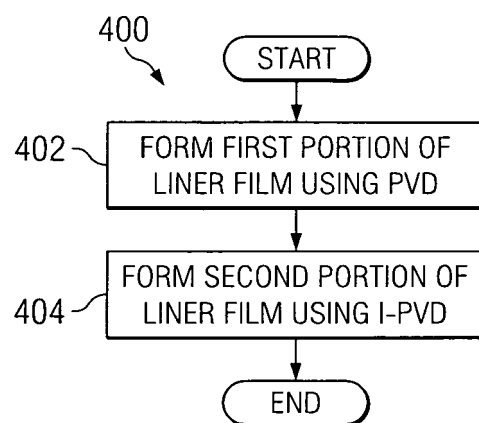 400
START
402
FORM FIRST PORTION OF
LINER FILM USING PVD
404
FORM SECOND PORTION OF
LINER FILM USING I-PVD
END